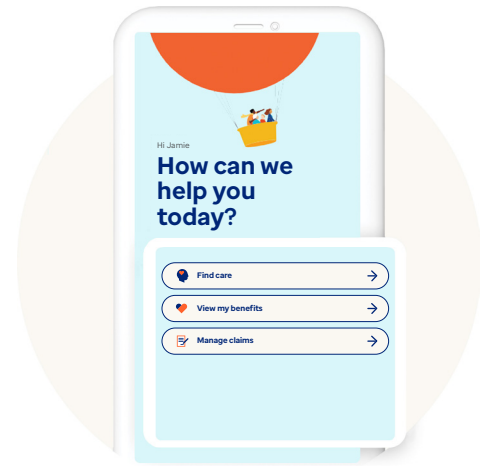 Hi Jamie
How can we
help you
today?
Find care
View my benefits
Manage claims